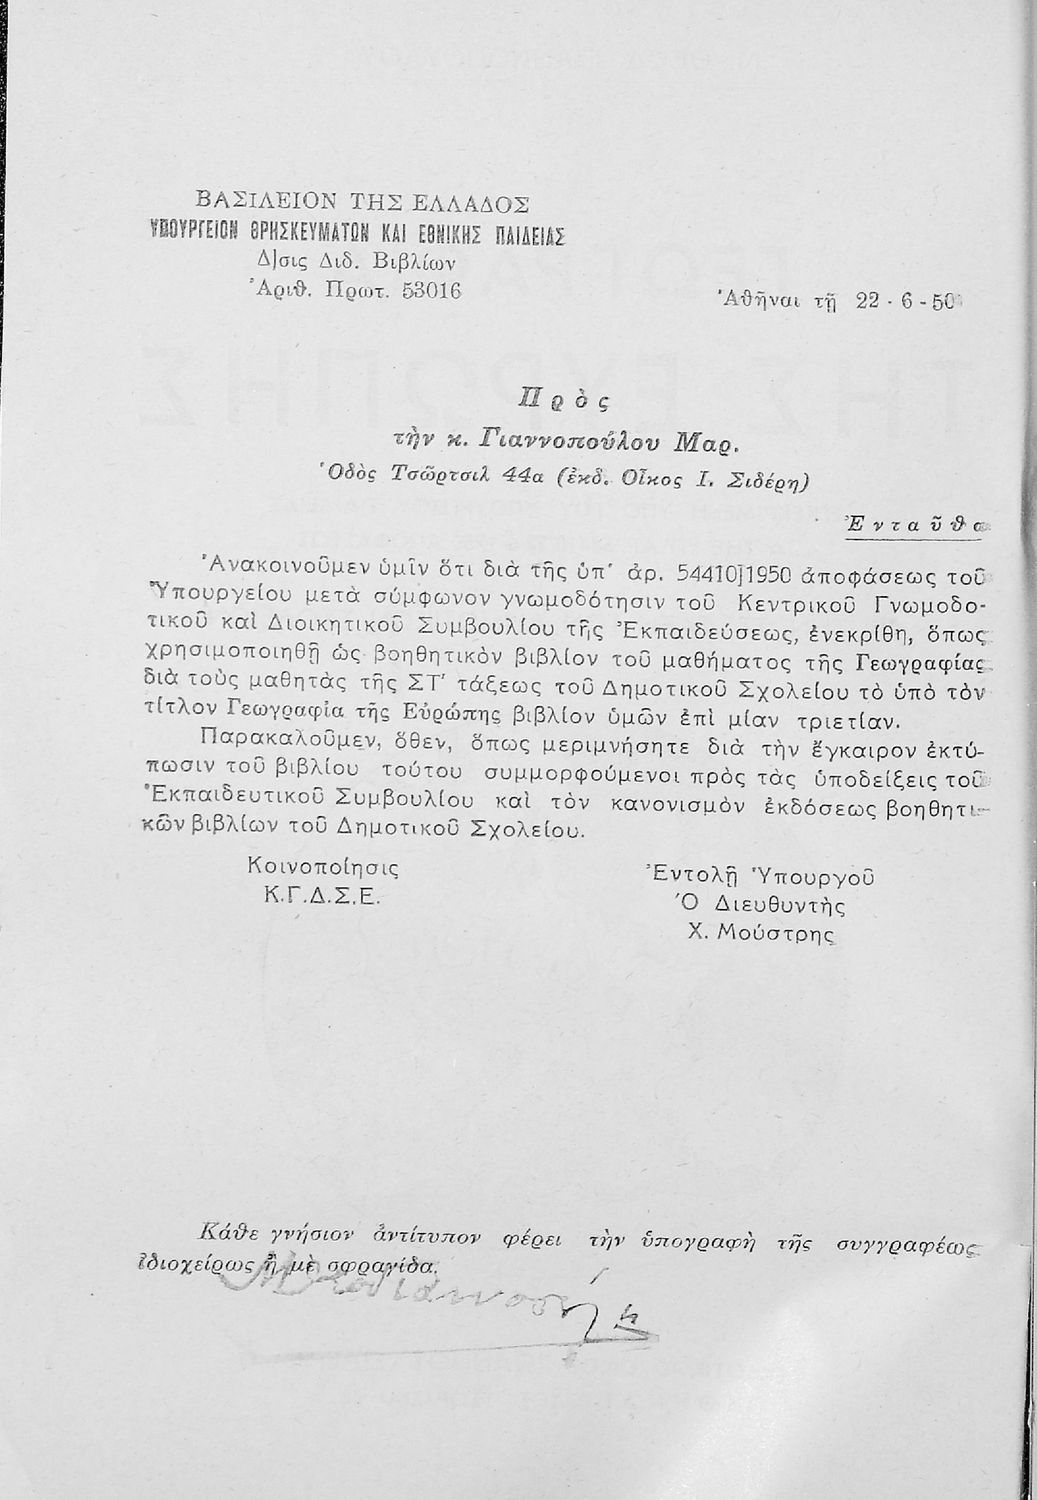 ΒΑΣΙΛΕΙΟΝ ΤΗΣ ΕΛΛΑΔΟΣ
ΥΠΟΥΡΓΕΙΟΝ ΘΡΗΣΚΕΥΜΑΤΩΝ ΚΑΙ ΕΘΝΙΚΗΣ ΠΑΙΔΕΙΑΣ
Δ)σις Διδ. Βιβλίων
Ἀριθ. Πρωτ. 53016
Ἀθῆναι τῇ 22 - 6 - 50
Πρὸς
τὴν κ. Γιαννοπούλου Μαρ.
Ὁδὸς Τσῶρτσιλ 44α (ἐκδ. Οἶκος Ι. Σιδέρη)
Ἐνταῦθα
Ἀνακοινοῦμεν ὑμῖν ὅτι διὰ τῆς ὑπ' ἀρ. 54410)1950 ἀποφάσεως τοῦ
Ὑπουργείου μετὰ σύμφωνον γνωμοδότησιν τοῦ Κεντρικοῦ Γνωμοδο-
τικοῦ καὶ Διοικητικοῦ Συμβουλίου τῆς Ἐκπαιδεύσεως, ἐνεκρίθη, ὅπως
χρησιμοποιηθῇ ὡς βοηθητικὸν βιβλίον τοῦ μαθήματος τῆς Γεωγραφίας
διὰ τοὺς μαθητὰς τῆς ΣΤ' τάξεως τοῦ Δημοτικοῦ Σχολείου τὸ ὑπὸ τὸν
τίτλον Γεωγραφία τῆς Εὐρώπης βιβλίον ὑμῶν ἐπὶ μίαν τριετίαν.
Παρακαλοῦμεν, ὅθεν, ὅπως μεριμνήσητε διὰ τὴν ἔγκαιρον ἐκτύ-
πωσιν τοῦ βιβλίου τούτου συμμορφούμενοι πρὸς τὰς ὑποδείξεις τοῦ
Ἐκπαιδευτικοῦ Συμβουλίου καὶ τὸν κανονισμὸν ἐκδόσεως βοηθητι-
κῶν βιβλίων τοῦ Δημοτικοῦ Σχολείου.
Κοινοποίησις
Κ.Γ.Δ.Σ.Ε.
Ἐντολῇ Ὑπουργοῦ
Ὁ Διευθυντὴς
Χ. Μούστρης
Κάθε γνήσιον ἀντίτυπον φέρει τὴν ὑπογραφὴ τῆς συγγραφέως
ἰδιοχείρως ἢ μὲ σφραγίδα.